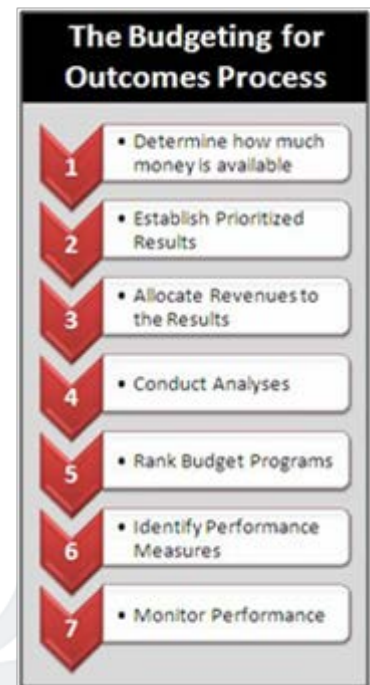 The Budgeting for
Outcomes Process
1
• Determine how much
money is available
2
• Establish Prioritized
Results
3
• Allocate Revenues to
the Results
4
• Conduct Analyses
5
• Rank Budget Programs
6
• Identify Performance
Measures
7
• Monitor Performance